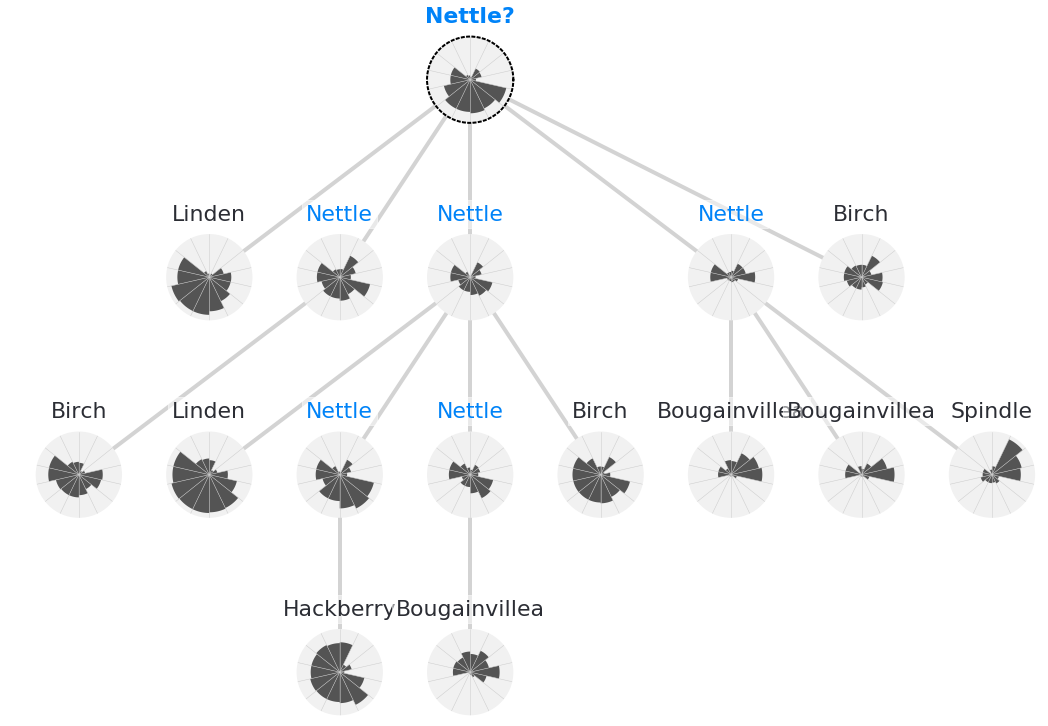 Nettle?
Linden
Nettle
Nettle
Nettle
Birch
Birch
Linden
Nettle
Nettle
Birch
Bougainvillea
Bougainvillea
Spindle
Hackberry
Bougainvillea